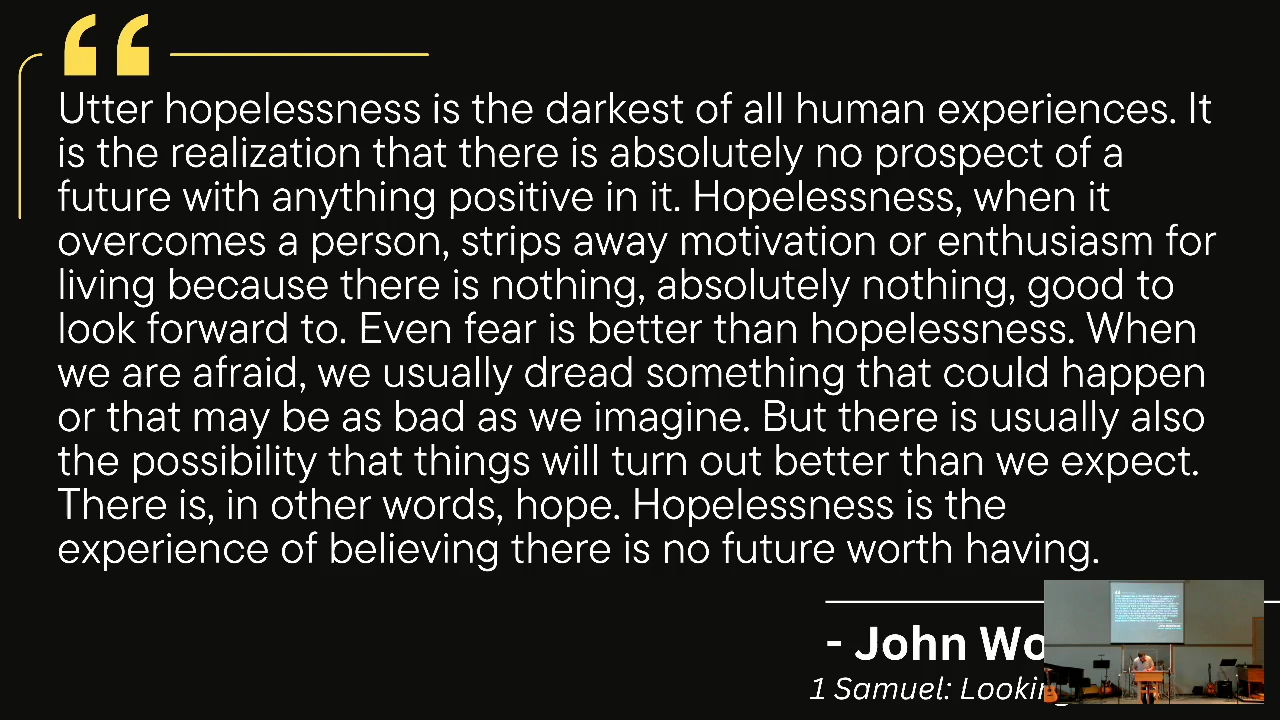 Utter hopelessness is the darkest of all human experiences. It
is the realization that there is absolutely no prospect of a
future with anything positive in it. Hopelessness, when it
overcomes a person, strips away motivation or enthusiasm for
living because there is nothing, absolutely nothing, good to
look forward to. Even fear is better than hopelessness. When
we are afraid, we usually dread something that could happen
or that may be as bad as we imagine. But there is usually also
the possibility that things will turn out better than we expect.
There is, in other words, hope. Hopelessness is the
experience of believing there is no future worth having.
- John
1 Samuel: